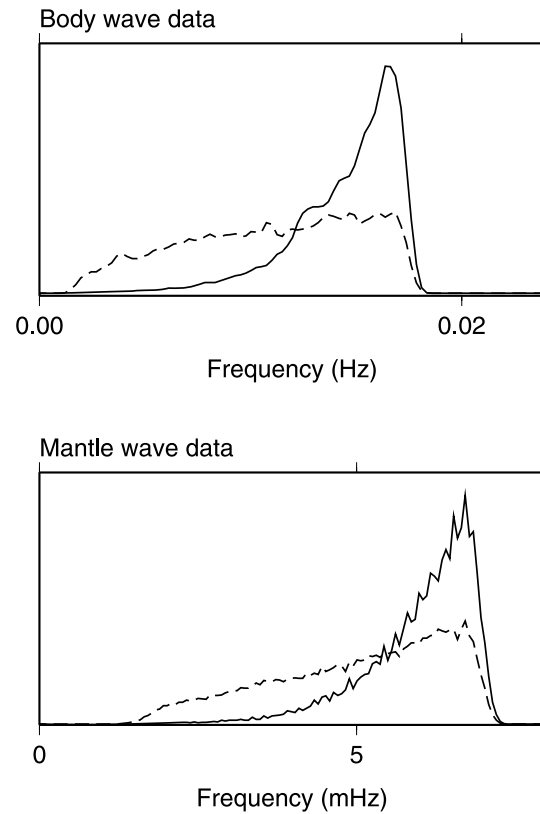 Body wave data
0.00 0.02
Frequency (Hz)
Mantle wave data
0 5
Frequency (mHz)